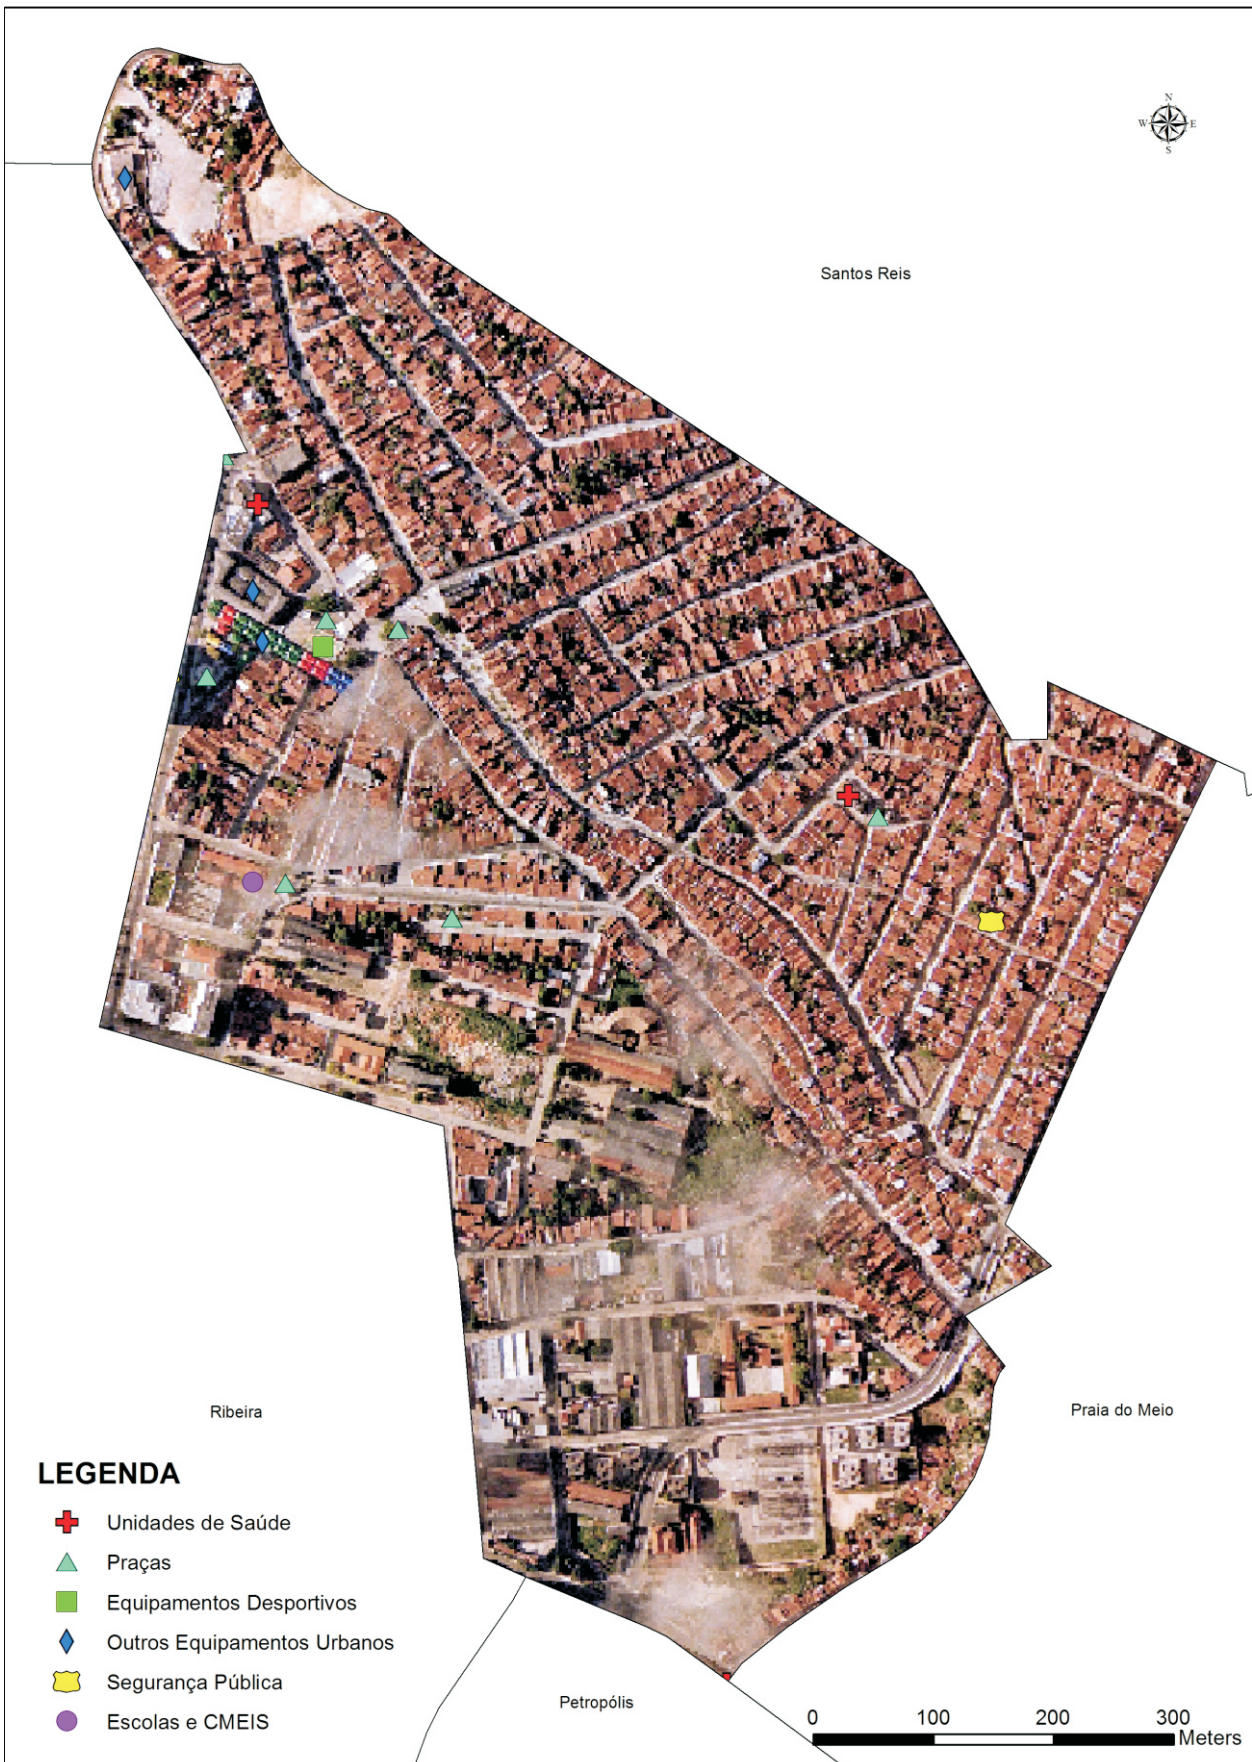 N
W E
S
Santos Reis
Ribeira
Praia do Meio
LEGENDA
Unidades de Saúde
Praças
Equipamentos Desportivos
Outros Equipamentos Urbanos
Segurança Pública
Escolas e CMEIS
Petropólis
0 100 200 300
Meters